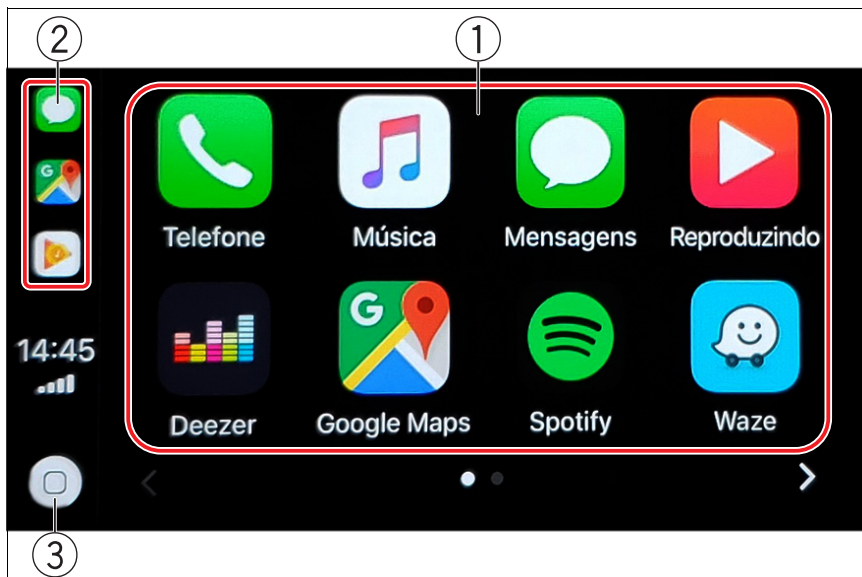 ② ①
Telefone Música Mensagens Reproduzindo
14:45
Deezer Google Maps Spotify Waze
③